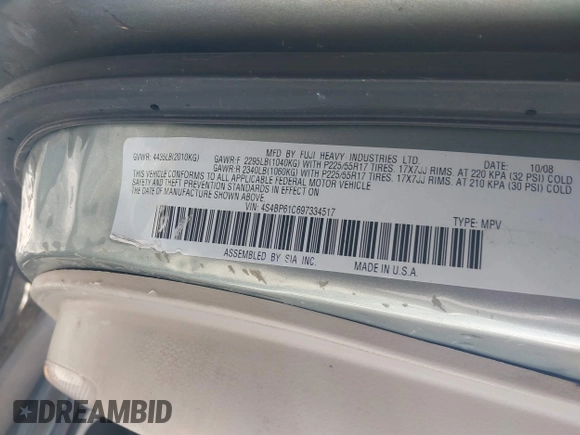 MFD BY FUJI HEAVY INDUSTRIES LTD. DATE 10/08
GVWR: 4435LB(2010KG) GAWR:F 2295LB(1040KG) WITH P225/55R17 TIRES. 17X7JJ RIMS. AT 220 KPA (32 PSI) COLD
GAWR:R 2340LB(1060KG) WITH P225/55R17 TIRES. 17X7JJ RIMS. AT 210 KPA (30 PSI) COLD
THIS VEHICLE CONFORMS TO ALL APPLICABLE FEDERAL MOTOR VEHICLE
SAFETY AND THEFT PREVENTION STANDARDS IN EFFECT ON THE DATE
OF MANUFACTURE SHOWN ABOVE.
VIN: 4S4BP61C697334517 TYPE: MPV
ASSEMBLED BY SIA INC. MADE IN U.S.A.
DREAMBID